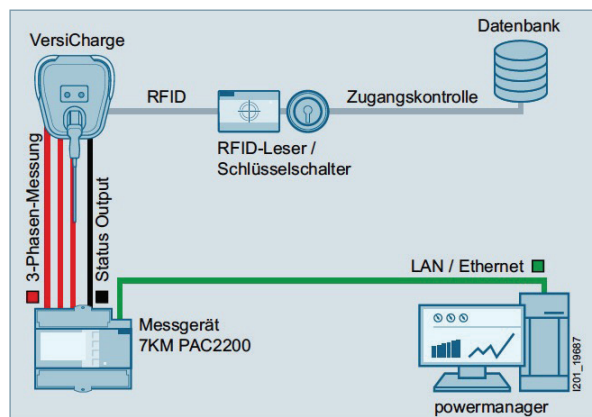 VersiCharge
Datenbank
RFID
Zugangskontrolle
RFID-Leser /
Schlüsselschalter
3-Phasen-Messung
Status Output
LAN / Ethernet
Messgerät
7KM PAC2200
powermanager
I201_19687